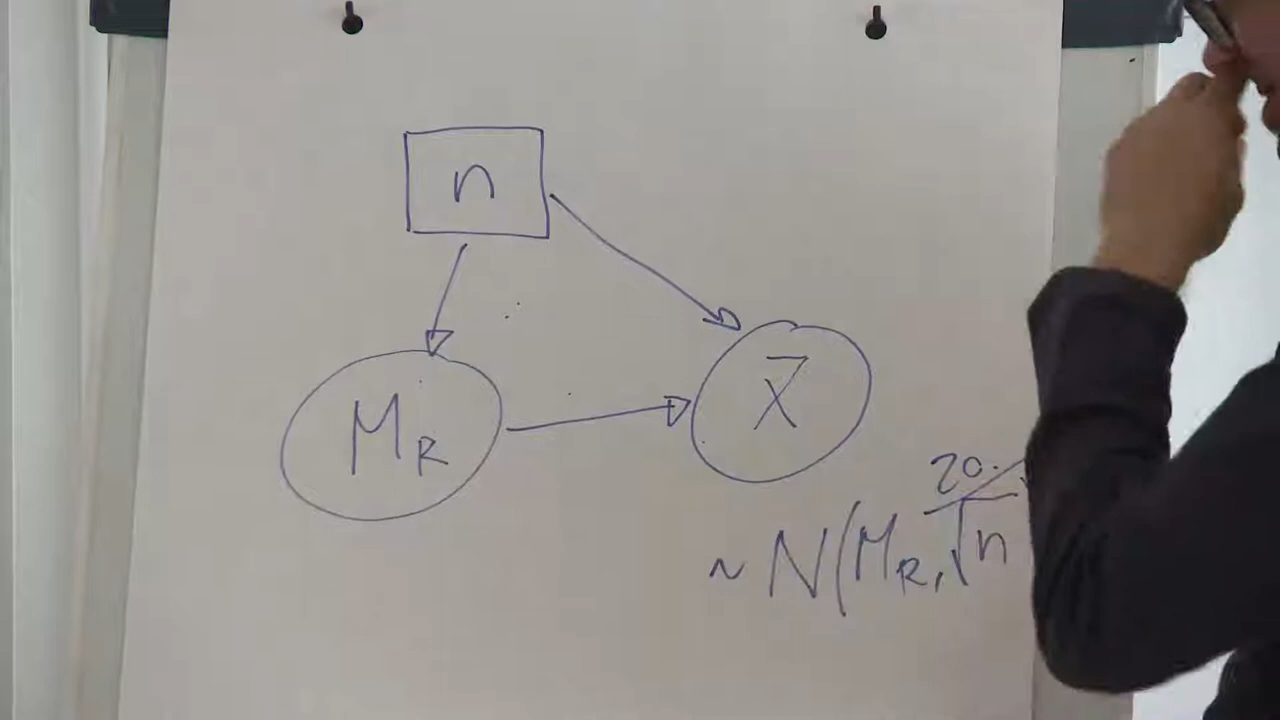 n
M_R
x̄
20
~ N(M_R, √n